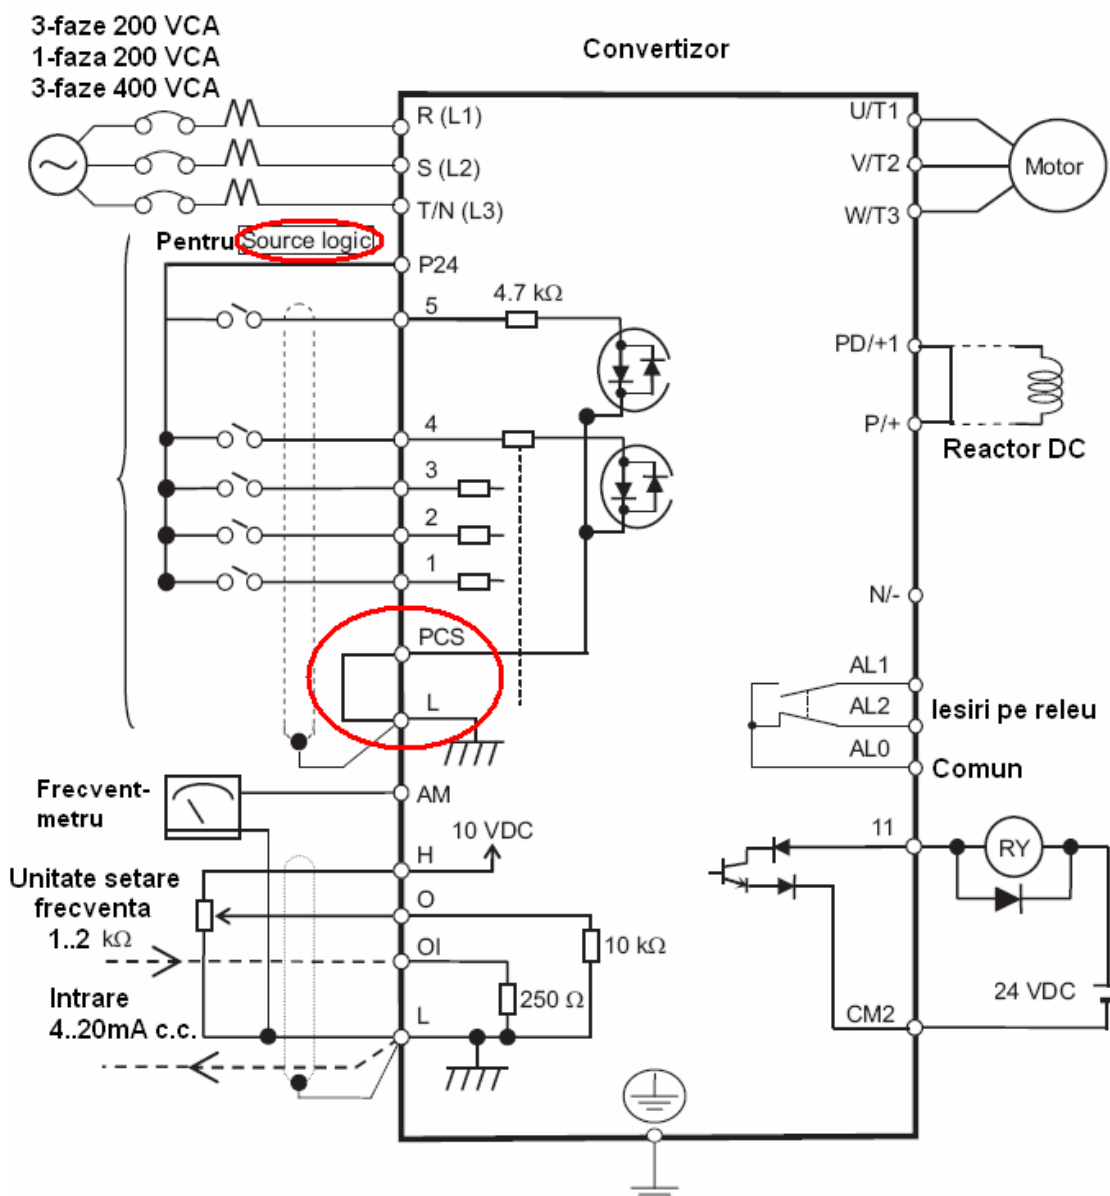 3-faze 200 VCA
1-faza 200 VCA
3-faze 400 VCA
Convertizor
R (L1)
S (L2)
T/N (L3)
U/T1
V/T2
W/T3
Motor
Pentru Source logic
P24
5
4.7 kΩ
4
3
2
1
PD/+1
P/+
Reactor DC
N/-
PCS
L
AL1
AL2
AL0
Iesiri pe releu
Comun
Frecvent-
metru
AM
10 VDC
H
Unitate setare
frecventa
1..2 kΩ
O
OI
10 kΩ
250 Ω
Intrare
4..20mA c.c.
L
11
RY
24 VDC
CM2